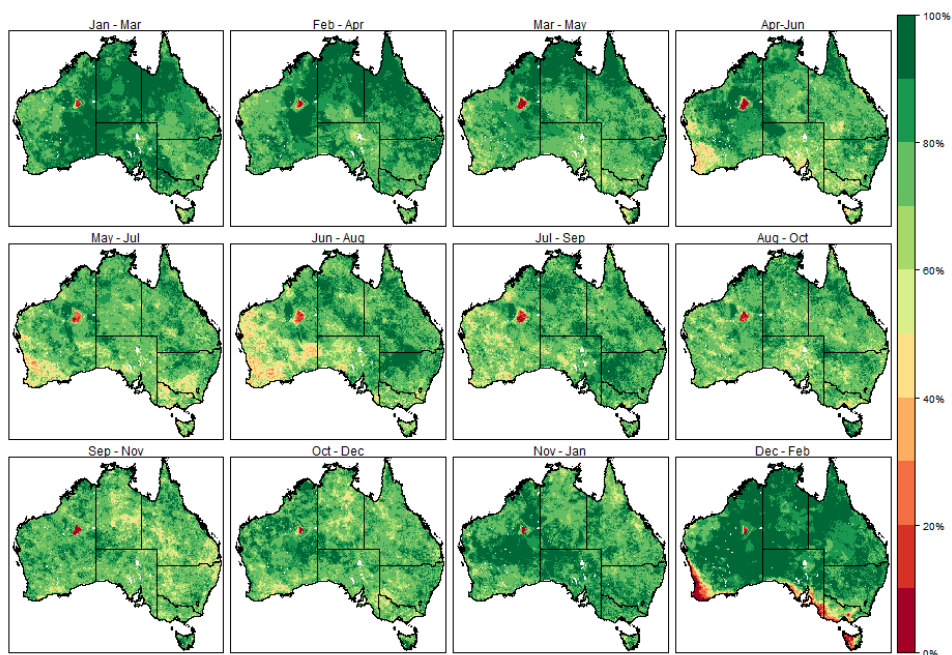 Jan - Mar
Feb - Apr
Mar - May
Apr-Jun
May - Jul
Jun - Aug
Jul - Sep
Aug - Oct
Sep - Nov
Oct - Dec
Nov - Jan
Dec - Feb
100%
80%
60%
40%
20%
0%